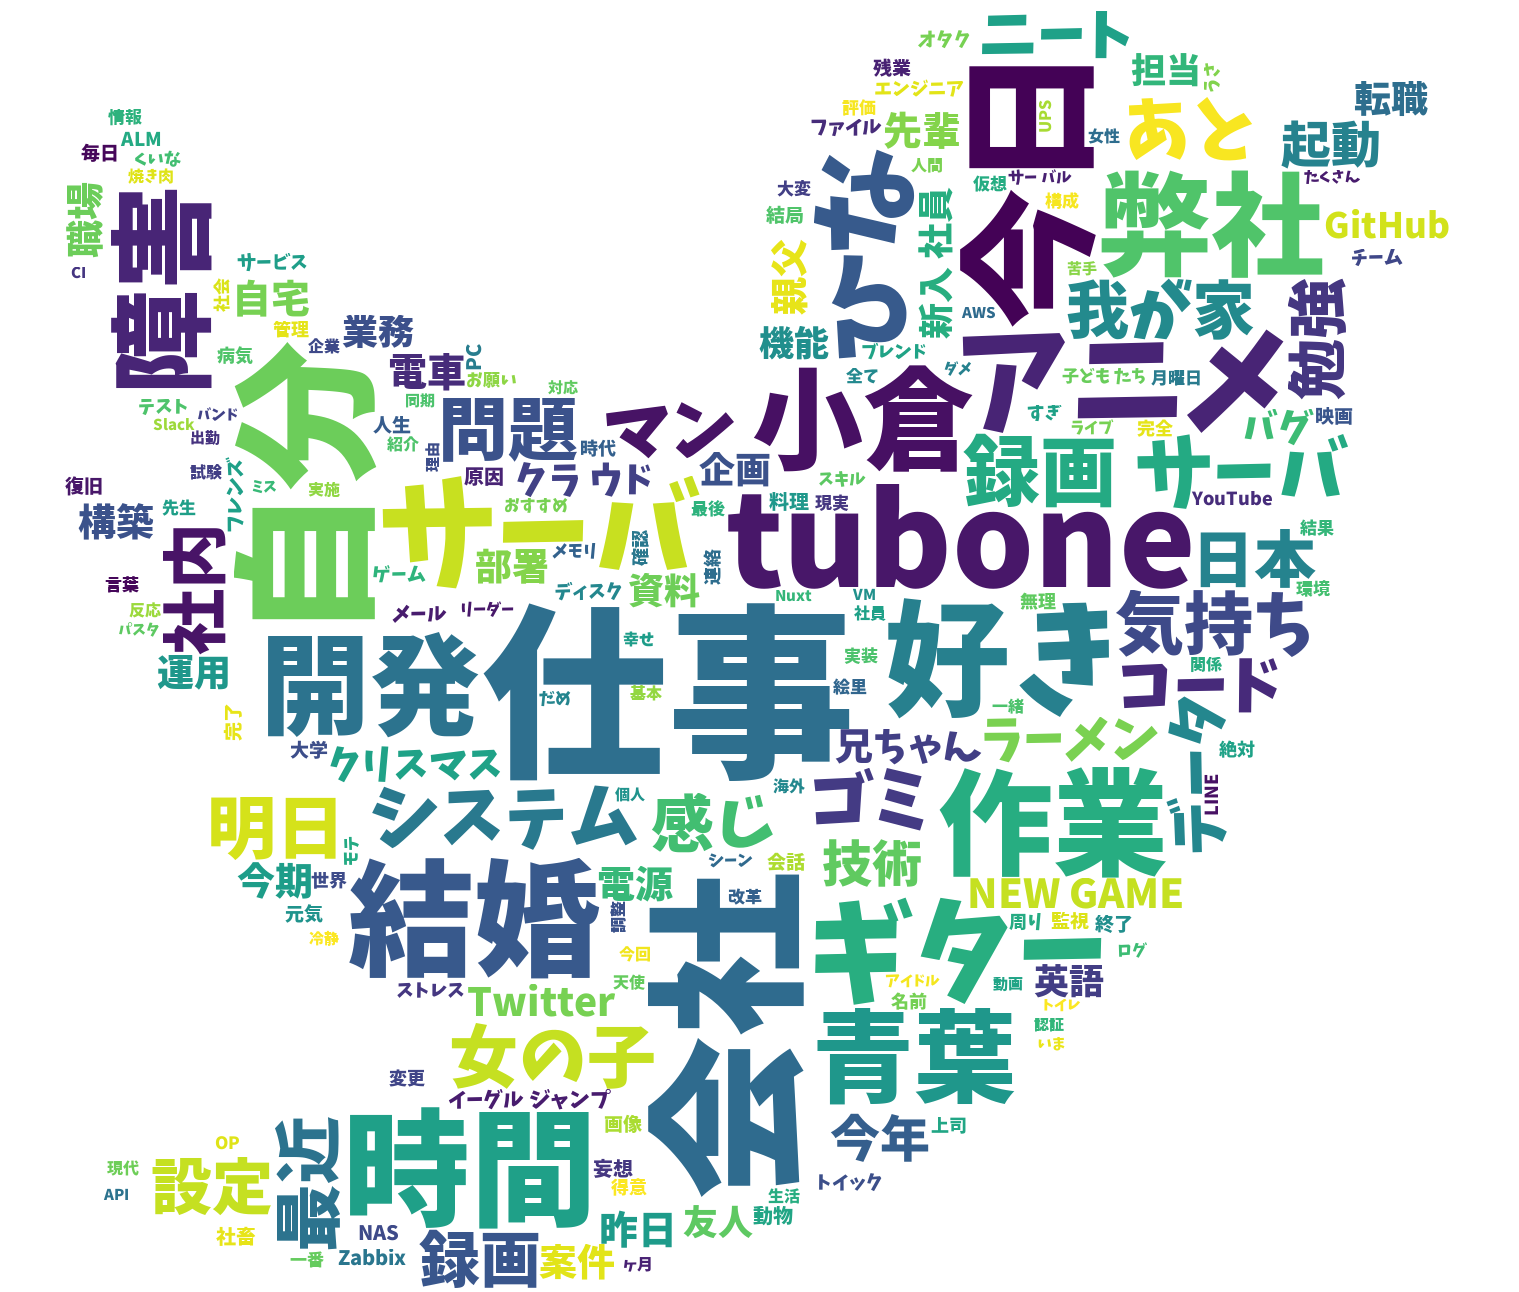 オタク
ニート
残業
エンジニア
担当
ラン
転職
評価
ファイル
先輩
今日
UPS
女性
あと
起動
情報
ALM
毎日
くいな
焼き肉
人間
大変
なら
仮想
サーバル
たくさん
職場
障害
結局
社員
構成
弊社
GitHub
チーム
CI
サービス
親父
新入
苦手
社会
自宅
AWS
我が家
勉強
管理
業務
機能
企業
病気
電車
PC
お願い
対応
ブレンド
全て
ダメ
アニメ
子どもたち
月曜日
テスト
バンド
Slack
出勤
自分
人生
同期
問題
マン
小倉
すぎ
ライブ
完全
バグ
映画
紹介
理由
時代
試験
原因
クラウド
企画
スキル
録画
サーバ
復旧
フレンズ
ミス
実施
おすすめ
料理
現実
YouTube
構築
先生
サーバ
最後
tubone
結果
社内
メモリ
確認
日本
言葉
ゲーム
部署
ディスク
資料
連絡
環境
反応
メール
リーダー
Nuxt
VM
社員
無理
パスタ
気持ち
運用
開発
仕事
幸せ
好き
実装
関係
だめ
基本
絵里
コード
完了
一緒
データ
大学
クリスマス
兄ちゃん
ラーメン
絶対
システム
個人
海外
ゴミ
作業
LINE
明日
感じ
モテ
シーン
会話
技術
今期
世界
結婚
電源
改革
NEW GAME
元気
調整
ギター
周り
監視
終了
冷静
今回
ログ
ストレス
天使
アイドル
名前
動画
英語
Twitter
トイレ
女の子
会社
青葉
認証
いま
変更
イーグルジャンプ
画像
今年
上司
OP
最近
時間
現代
設定
妄想
トイック
API
得意
生活
社畜
NAS
昨日
友人
動物
一番
Zabbix
録画
案件
ヶ月